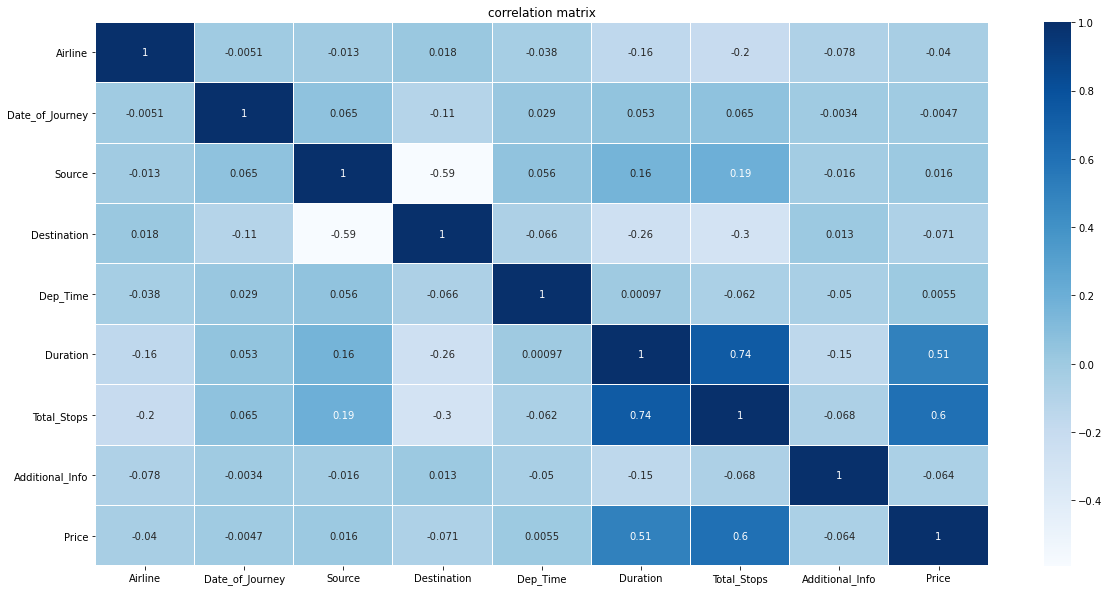 correlation matrix
Airline 1 -0.0051 -0.013 0.018 -0.038 -0.16 -0.2 -0.078 -0.04
Date_of_Journey -0.0051 1 0.065 -0.11 0.029 0.053 0.065 -0.0034 -0.0047
Source -0.013 0.065 1 -0.59 0.056 0.16 0.19 -0.016 0.016
Destination 0.018 -0.11 -0.59 1 -0.066 -0.26 -0.3 0.013 -0.071
Dep_Time -0.038 0.029 0.056 -0.066 1 0.00097 -0.062 -0.05 0.0055
Duration -0.16 0.053 0.16 -0.26 0.00097 1 0.74 -0.15 0.51
Total_Stops -0.2 0.065 0.19 -0.3 -0.062 0.74 1 -0.068 0.6
Additional_Info -0.078 -0.0034 -0.016 0.013 -0.05 -0.15 -0.068 1 -0.064
Price -0.04 -0.0047 0.016 -0.071 0.0055 0.51 0.6 -0.064 1
Airline Date_of_Journey Source Destination Dep_Time Duration Total_Stops Additional_Info Price
1.0
0.8
0.6
0.4
0.2
0.0
−0.2
−0.4